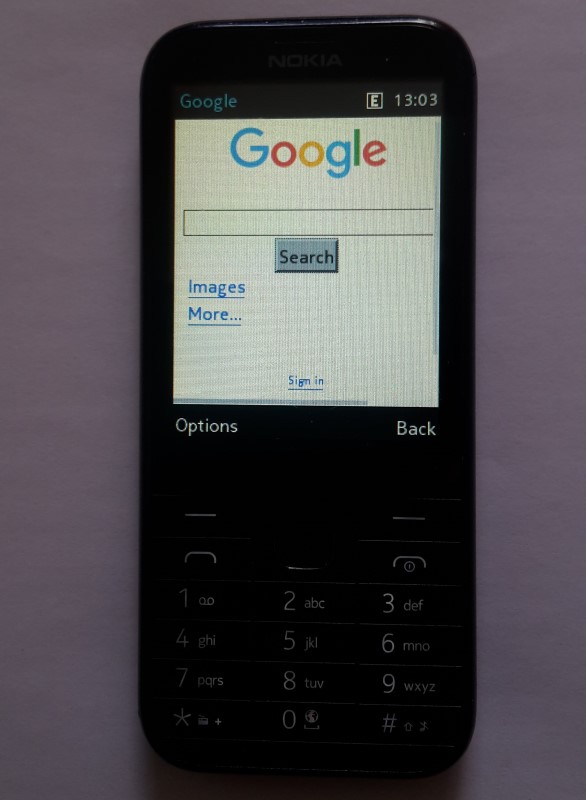 NOKIA
Google E 13:03
Google
Search
Images
More...
Sign in
Options Back
1 2 abc 3 def
4 ghi 5 jkl 6 mno
7 pqrs 8 tuv 9 wxyz
* + 0 #